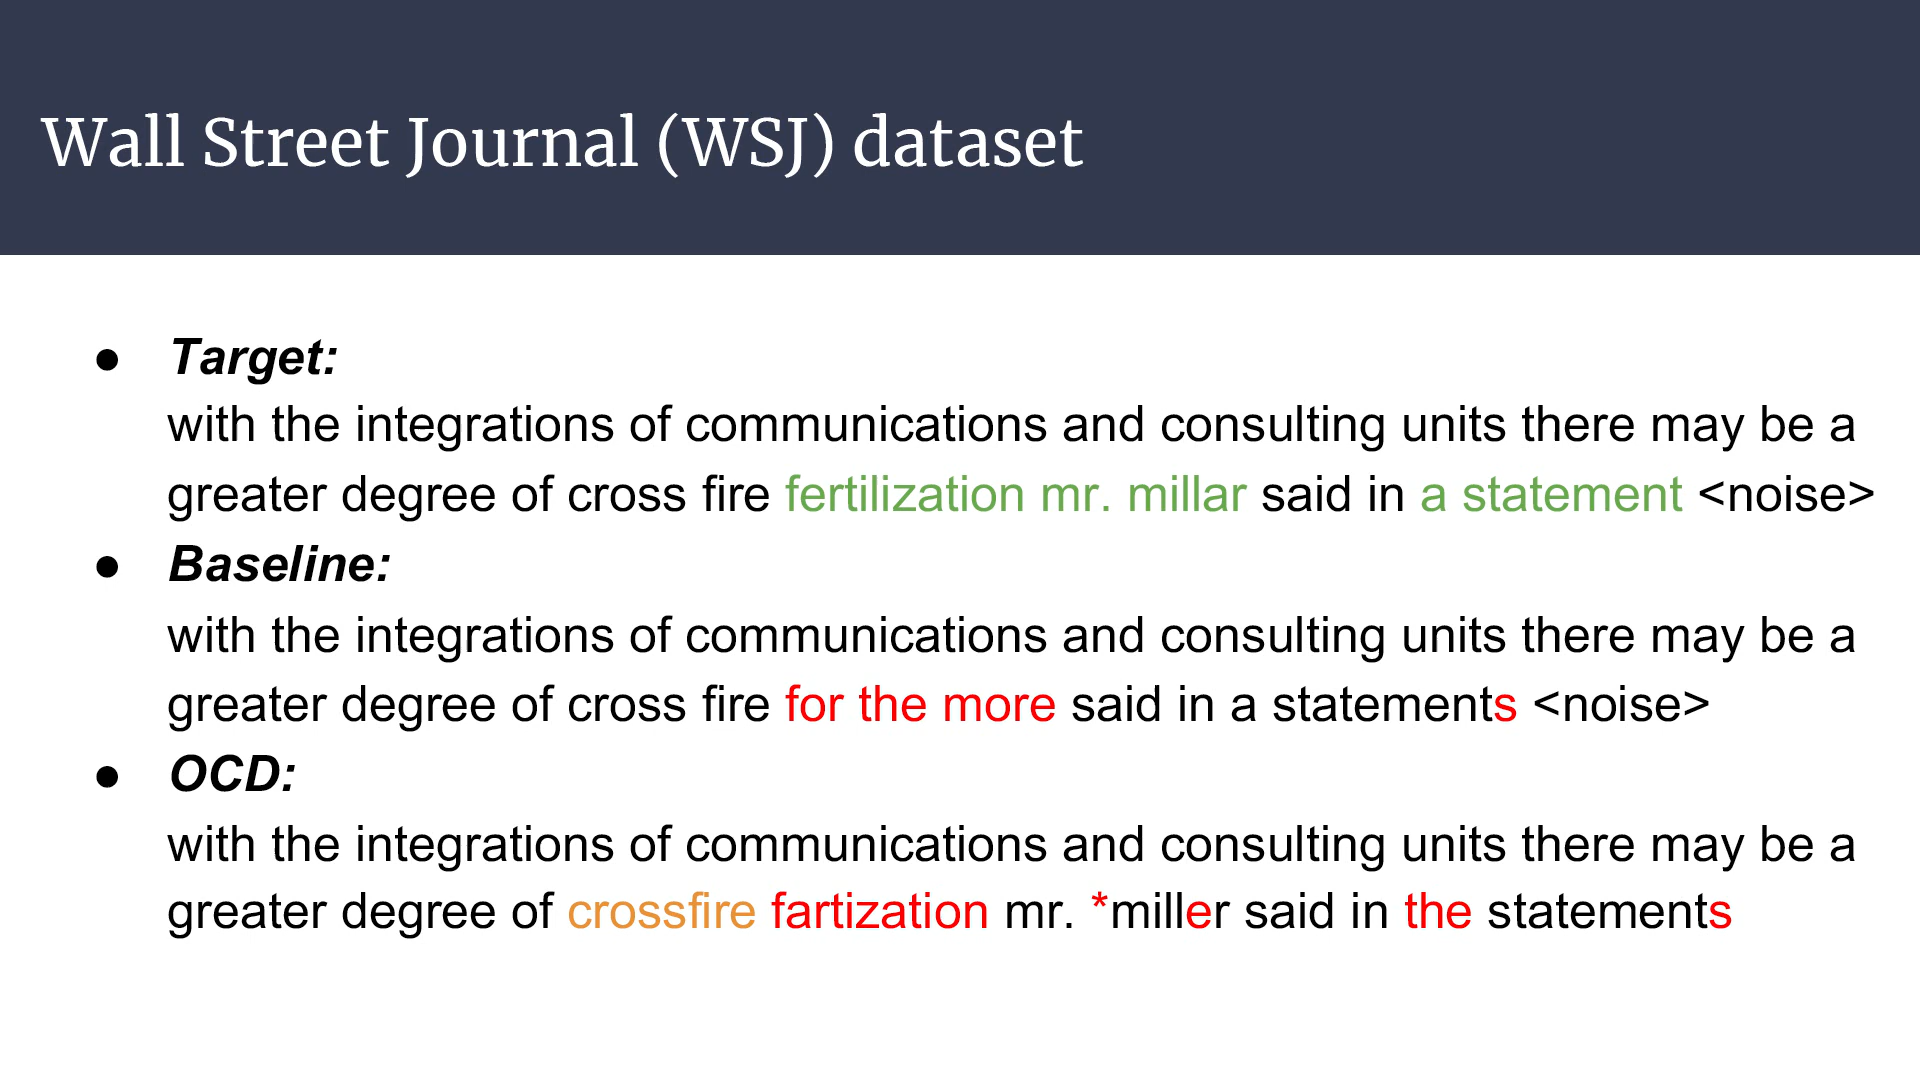 Wall Street Journal (WSJ) dataset
● Target:
with the integrations of communications and consulting units there may be a
greater degree of cross fire fertilization mr. millar said in a statement <noise>
● Baseline:
with the integrations of communications and consulting units there may be a
greater degree of cross fire for the more said in a statements <noise>
● OCD:
with the integrations of communications and consulting units there may be a
greater degree of crossfire fartization mr. *miller said in the statements